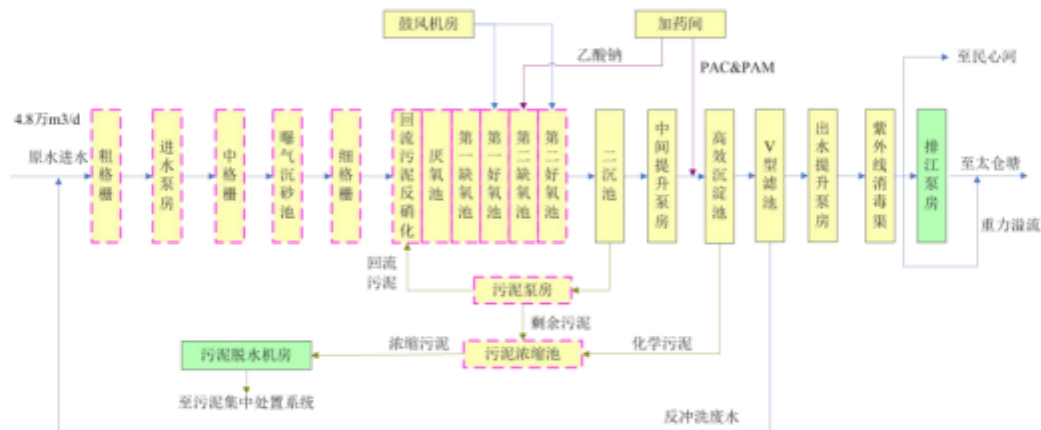 鼓风机房
加药间
乙酸钠
PAC&PAM
至民心河
4.8万m3/d
原水进水
粗格栅
进水泵房
中格栅
曝气沉砂池
细格栅
回流污泥反硝化
厌氧池
第一缺氧池
第一好氧池
第二缺氧池
第二好氧池
二沉池
中间提升泵房
高效沉淀池
V型滤池
出水提升泵房
紫外线消毒渠
排江泵房
至太仓塘
重力溢流
回流
污泥
污泥泵房
剩余污泥
浓缩污泥
污泥浓缩池
化学污泥
污泥脱水机房
至污泥集中处置系统
反冲洗废水